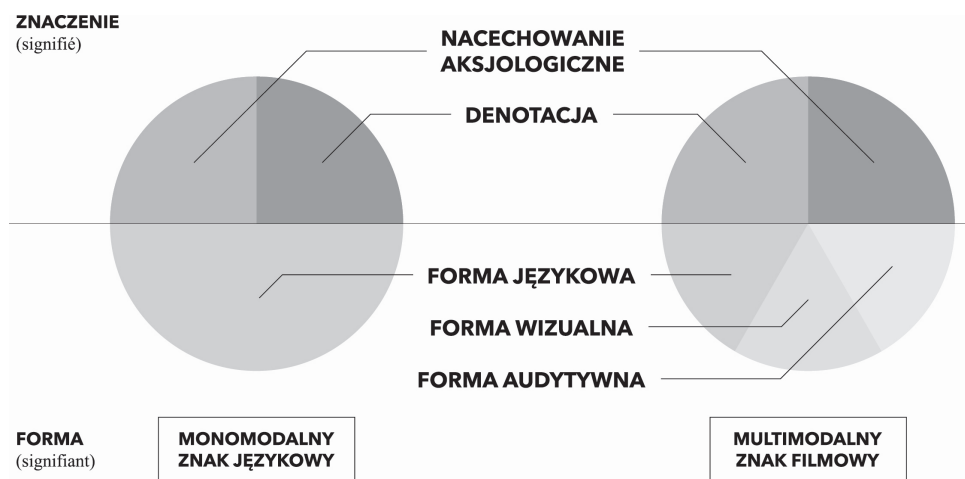 ZNACZENIE
(signifié)
NACECHOWANIE
AKSJOLOGICZNE
DENOTACJA
FORMA JĘZYKOWA
FORMA WIZUALNA
FORMA AUDYTYWNA
FORMA
(signifiant)
MONOMODALNY
ZNAK JĘZYKOWY
MULTIMODALNY
ZNAK FILMOWY